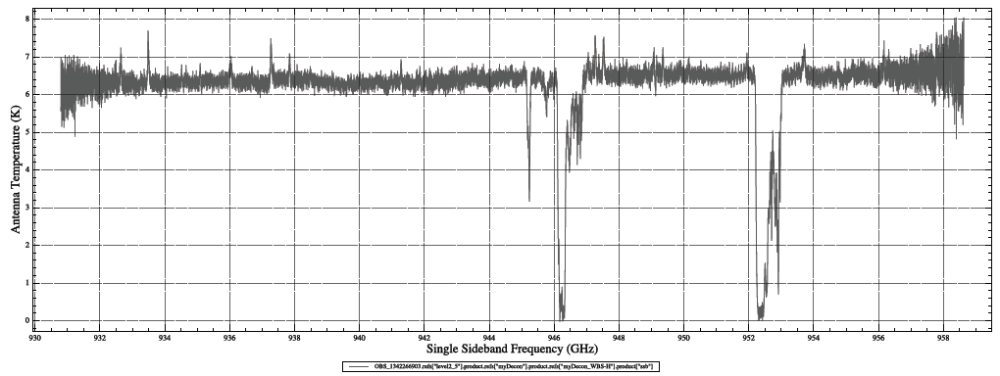 8
7
6
5
4
3
2
1
0
Antenna Temperature (K)
930 932 934 936 938 940 942 944 946 948 950 952 954 956 958
Single Sideband Frequency (GHz)
OBS_1342266903.refs["level2_5"].product.refs["myDecon"].product.refs["myDecon_WBS-H"].product["ssb"]